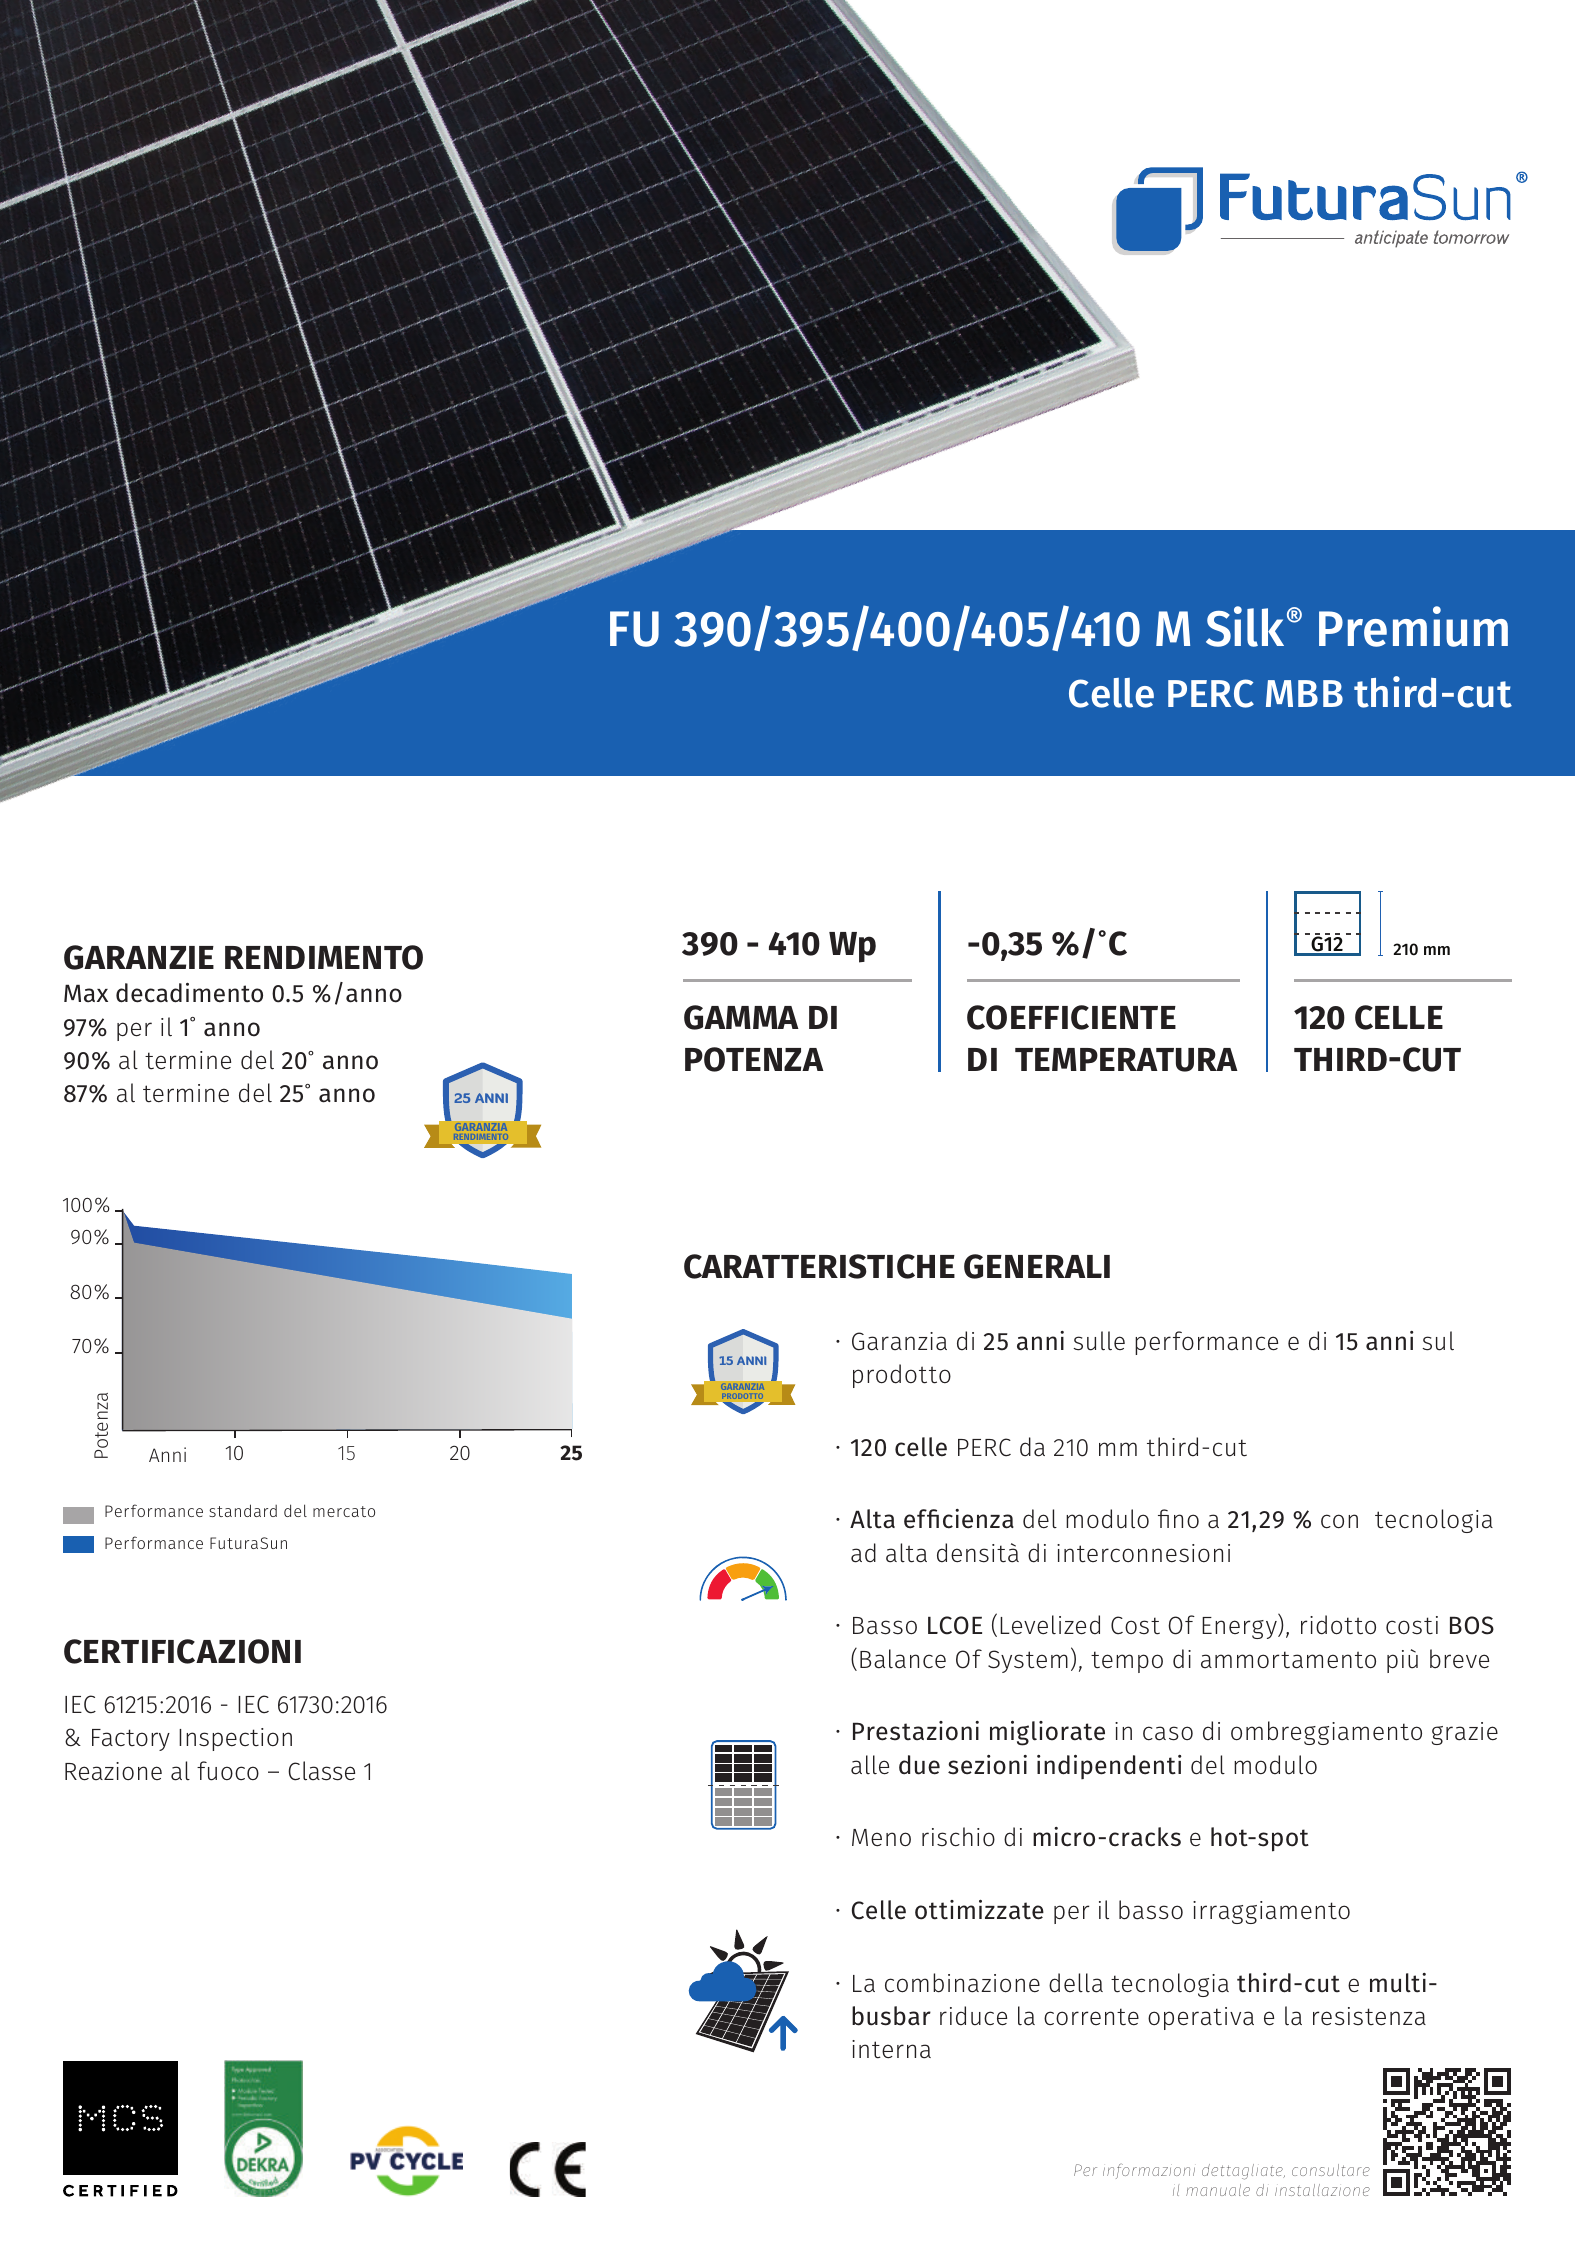 FuturaSun®
anticipate tomorrow
FU 390/395/400/405/410 M Silk® Premium
Celle PERC MBB third-cut
GARANZIE RENDIMENTO
Max decadimento 0.5 %/anno
97% per il 1° anno
90% al termine del 20° anno
87% al termine del 25° anno
25 ANNI
GARANZIA
RENDIMENTO
390 - 410 Wp
GAMMA DI
POTENZA
-0,35 %/°C
COEFFICIENTE
DI TEMPERATURA
G12
210 mm
120 CELLE
THIRD-CUT
100%
90%
80%
70%
Potenza
Anni 10 15 20 25
Performance standard del mercato
Performance FuturaSun
CERTIFICAZIONI
IEC 61215:2016 - IEC 61730:2016
& Factory Inspection
Reazione al fuoco – Classe 1
CARATTERISTICHE GENERALI
15 ANNI
GARANZIA
PRODOTTO
· Garanzia di 25 anni sulle performance e di 15 anni sul
prodotto
· 120 celle PERC da 210 mm third-cut
· Alta efficienza del modulo fino a 21,29 % con tecnologia
ad alta densità di interconnesioni
· Basso LCOE (Levelized Cost Of Energy), ridotto costi BOS
(Balance Of System), tempo di ammortamento più breve
· Prestazioni migliorate in caso di ombreggiamento grazie
alle due sezioni indipendenti del modulo
· Meno rischio di micro-cracks e hot-spot
· Celle ottimizzate per il basso irraggiamento
· La combinazione della tecnologia third-cut e multi-
busbar riduce la corrente operativa e la resistenza
interna
MCS
CERTIFIED
DEKRA
certified
PV CYCLE
CE
Per informazioni dettagliate, consultare
il manuale di installazione